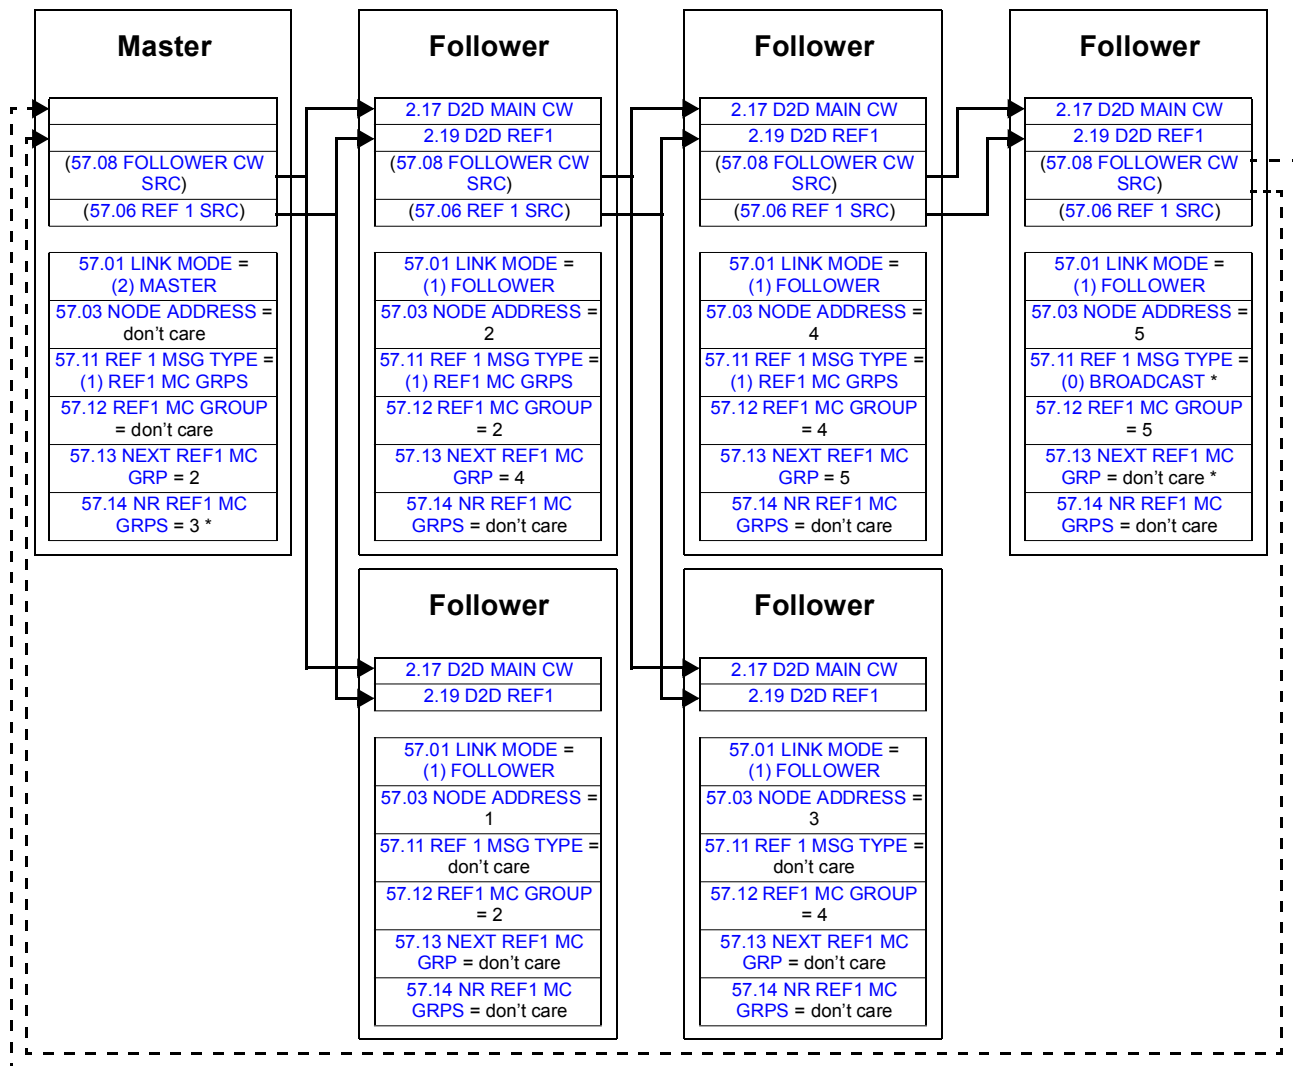 Master
(57.08 FOLLOWER CW
SRC)
(57.06 REF 1 SRC)
57.01 LINK MODE =
(2) MASTER
57.03 NODE ADDRESS =
don't care
57.11 REF 1 MSG TYPE =
(1) REF1 MC GRPS
57.12 REF1 MC GROUP
= don't care
57.13 NEXT REF1 MC
GRP = 2
57.14 NR REF1 MC
GRPS = 3 *
Follower
2.17 D2D MAIN CW
2.19 D2D REF1
(57.08 FOLLOWER CW
SRC)
(57.06 REF 1 SRC)
57.01 LINK MODE =
(1) FOLLOWER
57.03 NODE ADDRESS =
2
57.11 REF 1 MSG TYPE =
(1) REF1 MC GRPS
57.12 REF1 MC GROUP
= 2
57.13 NEXT REF1 MC
GRP = 4
57.14 NR REF1 MC
GRPS = don't care
Follower
2.17 D2D MAIN CW
2.19 D2D REF1
(57.08 FOLLOWER CW
SRC)
(57.06 REF 1 SRC)
57.01 LINK MODE =
(1) FOLLOWER
57.03 NODE ADDRESS =
4
57.11 REF 1 MSG TYPE =
(1) REF1 MC GRPS
57.12 REF1 MC GROUP
= 4
57.13 NEXT REF1 MC
GRP = 5
57.14 NR REF1 MC
GRPS = don't care
Follower
2.17 D2D MAIN CW
2.19 D2D REF1
(57.08 FOLLOWER CW
SRC)
(57.06 REF 1 SRC)
57.01 LINK MODE =
(1) FOLLOWER
57.03 NODE ADDRESS =
5
57.11 REF 1 MSG TYPE =
(0) BROADCAST *
57.12 REF1 MC GROUP
= 5
57.13 NEXT REF1 MC
GRP = don't care *
57.14 NR REF1 MC
GRPS = don't care
Follower
2.17 D2D MAIN CW
2.19 D2D REF1
57.01 LINK MODE =
(1) FOLLOWER
57.03 NODE ADDRESS =
1
57.11 REF 1 MSG TYPE =
don't care
57.12 REF1 MC GROUP
= 2
57.13 NEXT REF1 MC
GRP = don't care
57.14 NR REF1 MC
GRPS = don't care
Follower
2.17 D2D MAIN CW
2.19 D2D REF1
57.01 LINK MODE =
(1) FOLLOWER
57.03 NODE ADDRESS =
3
57.11 REF 1 MSG TYPE =
don't care
57.12 REF1 MC GROUP
= 4
57.13 NEXT REF1 MC
GRP = don't care
57.14 NR REF1 MC
GRPS = don't care